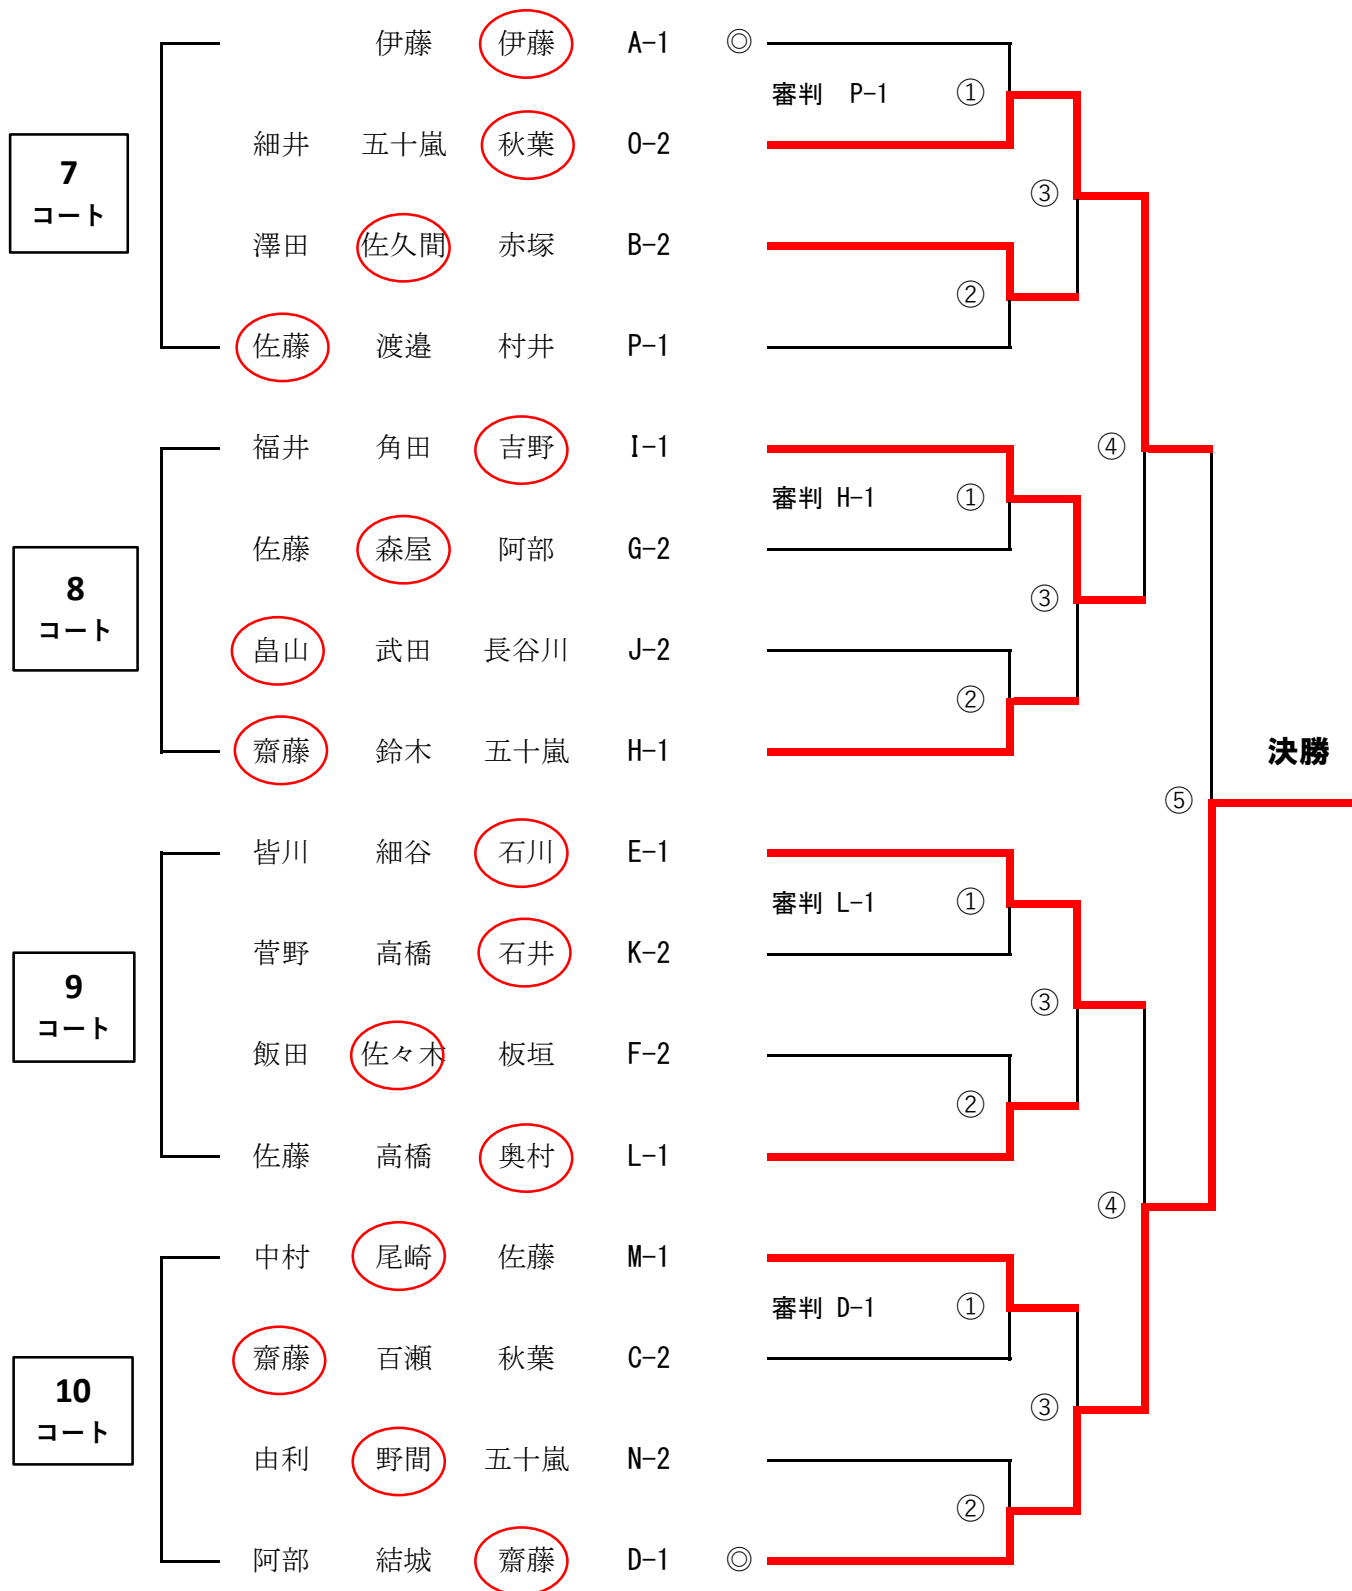 伊藤 伊藤 A-1 ◎
審判 P-1 ①
細井 五十嵐 秋葉 O-2
7
コート
③
澤田 佐久間 赤塚 B-2
②
佐藤 渡邉 村井 P-1
福井 角田 吉野 I-1
④
審判 H-1 ①
佐藤 森屋 阿部 G-2
8
コート
③
畠山 武田 長谷川 J-2
②
齋藤 鈴木 五十嵐 H-1
決勝
⑤
皆川 細谷 石川 E-1
審判 L-1 ①
菅野 高橋 石井 K-2
9
コート
③
飯田 佐々木 板垣 F-2
②
佐藤 高橋 奥村 L-1
④
中村 尾崎 佐藤 M-1
審判 D-1 ①
齋藤 百瀬 秋葉 C-2
10
コート
③
由利 野間 五十嵐 N-2
②
阿部 結城 齋藤 D-1 ◎